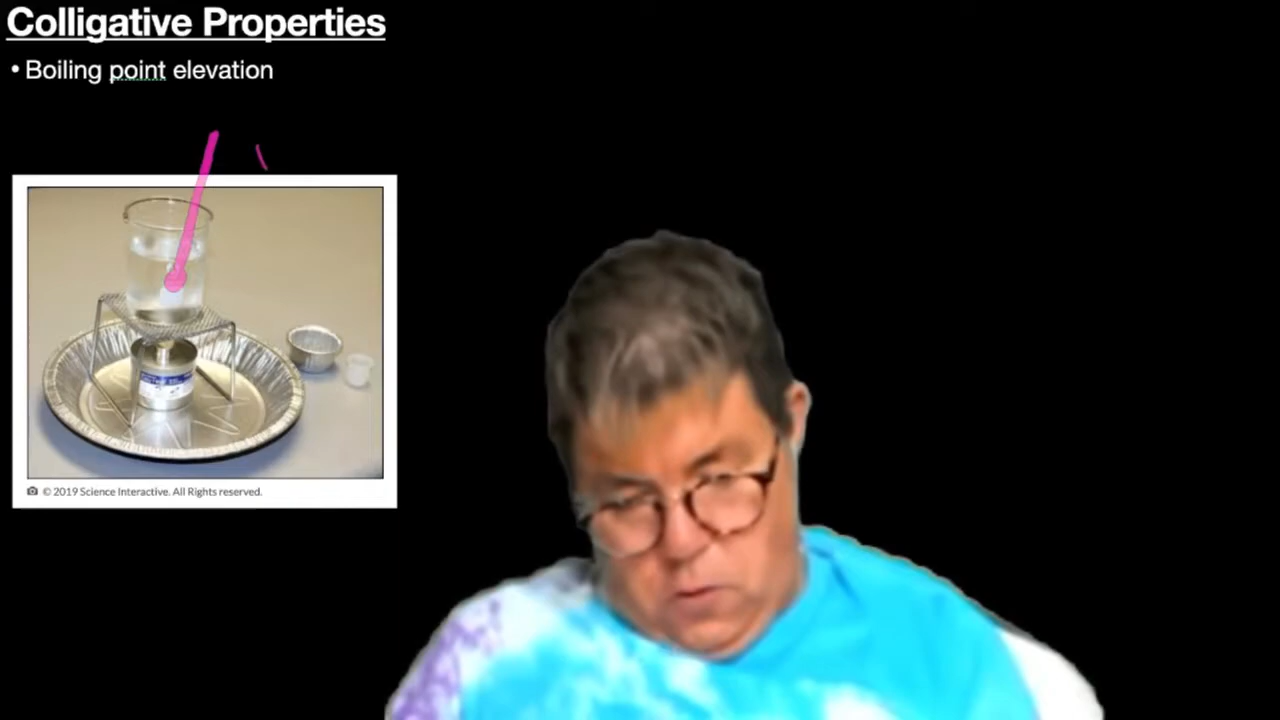 Colligative Properties
• Boiling point elevation
© 2019 Science Interactive. All Rights reserved.